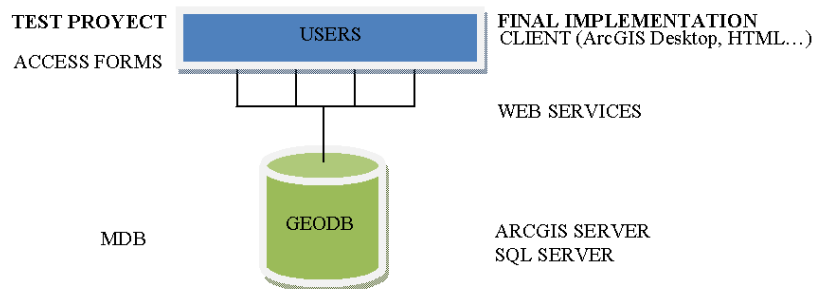 TEST PROYECT
ACCESS FORMS
USERS
FINAL IMPLEMENTATION
CLIENT (ArcGIS Desktop, HTML…)
WEB SERVICES
MDB
GEODB
ARCGIS SERVER
SQL SERVER